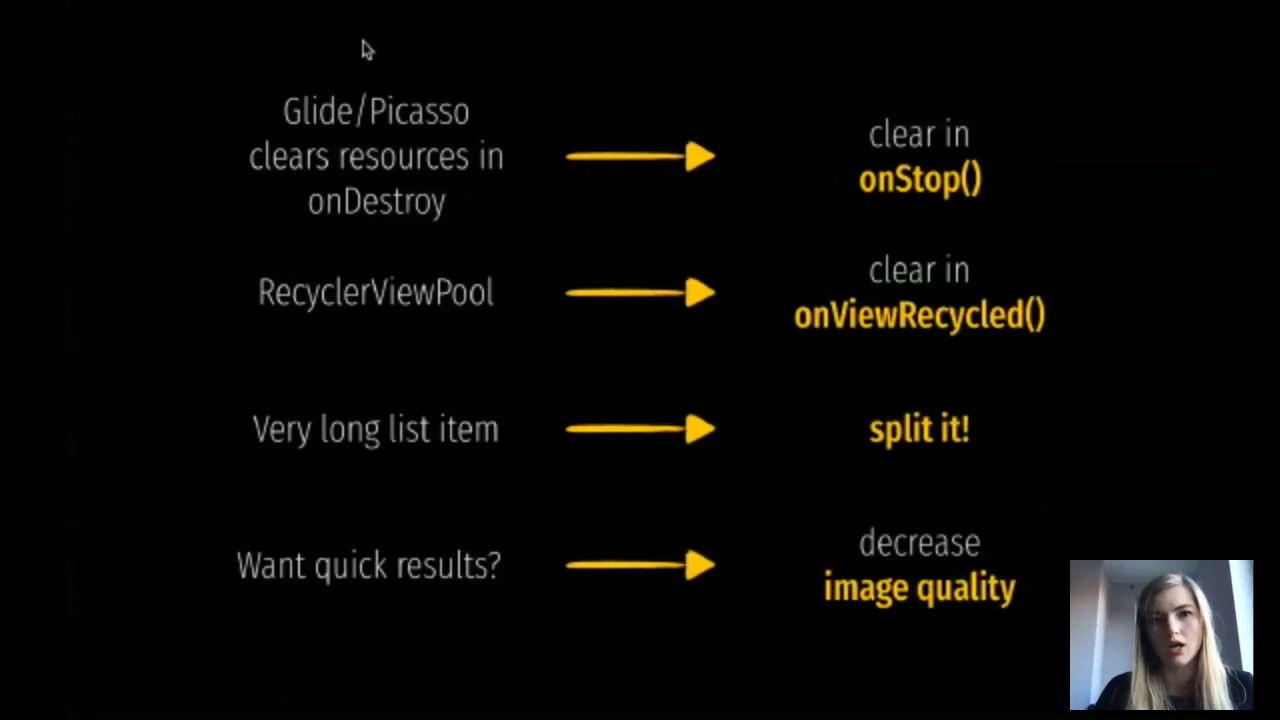 Glide/Picasso
clears resources in
onDestroy
clear in
onStop()
RecyclerViewPool
clear in
onViewRecycled()
Very long list item
split it!
Want quick results?
decrease
image quality